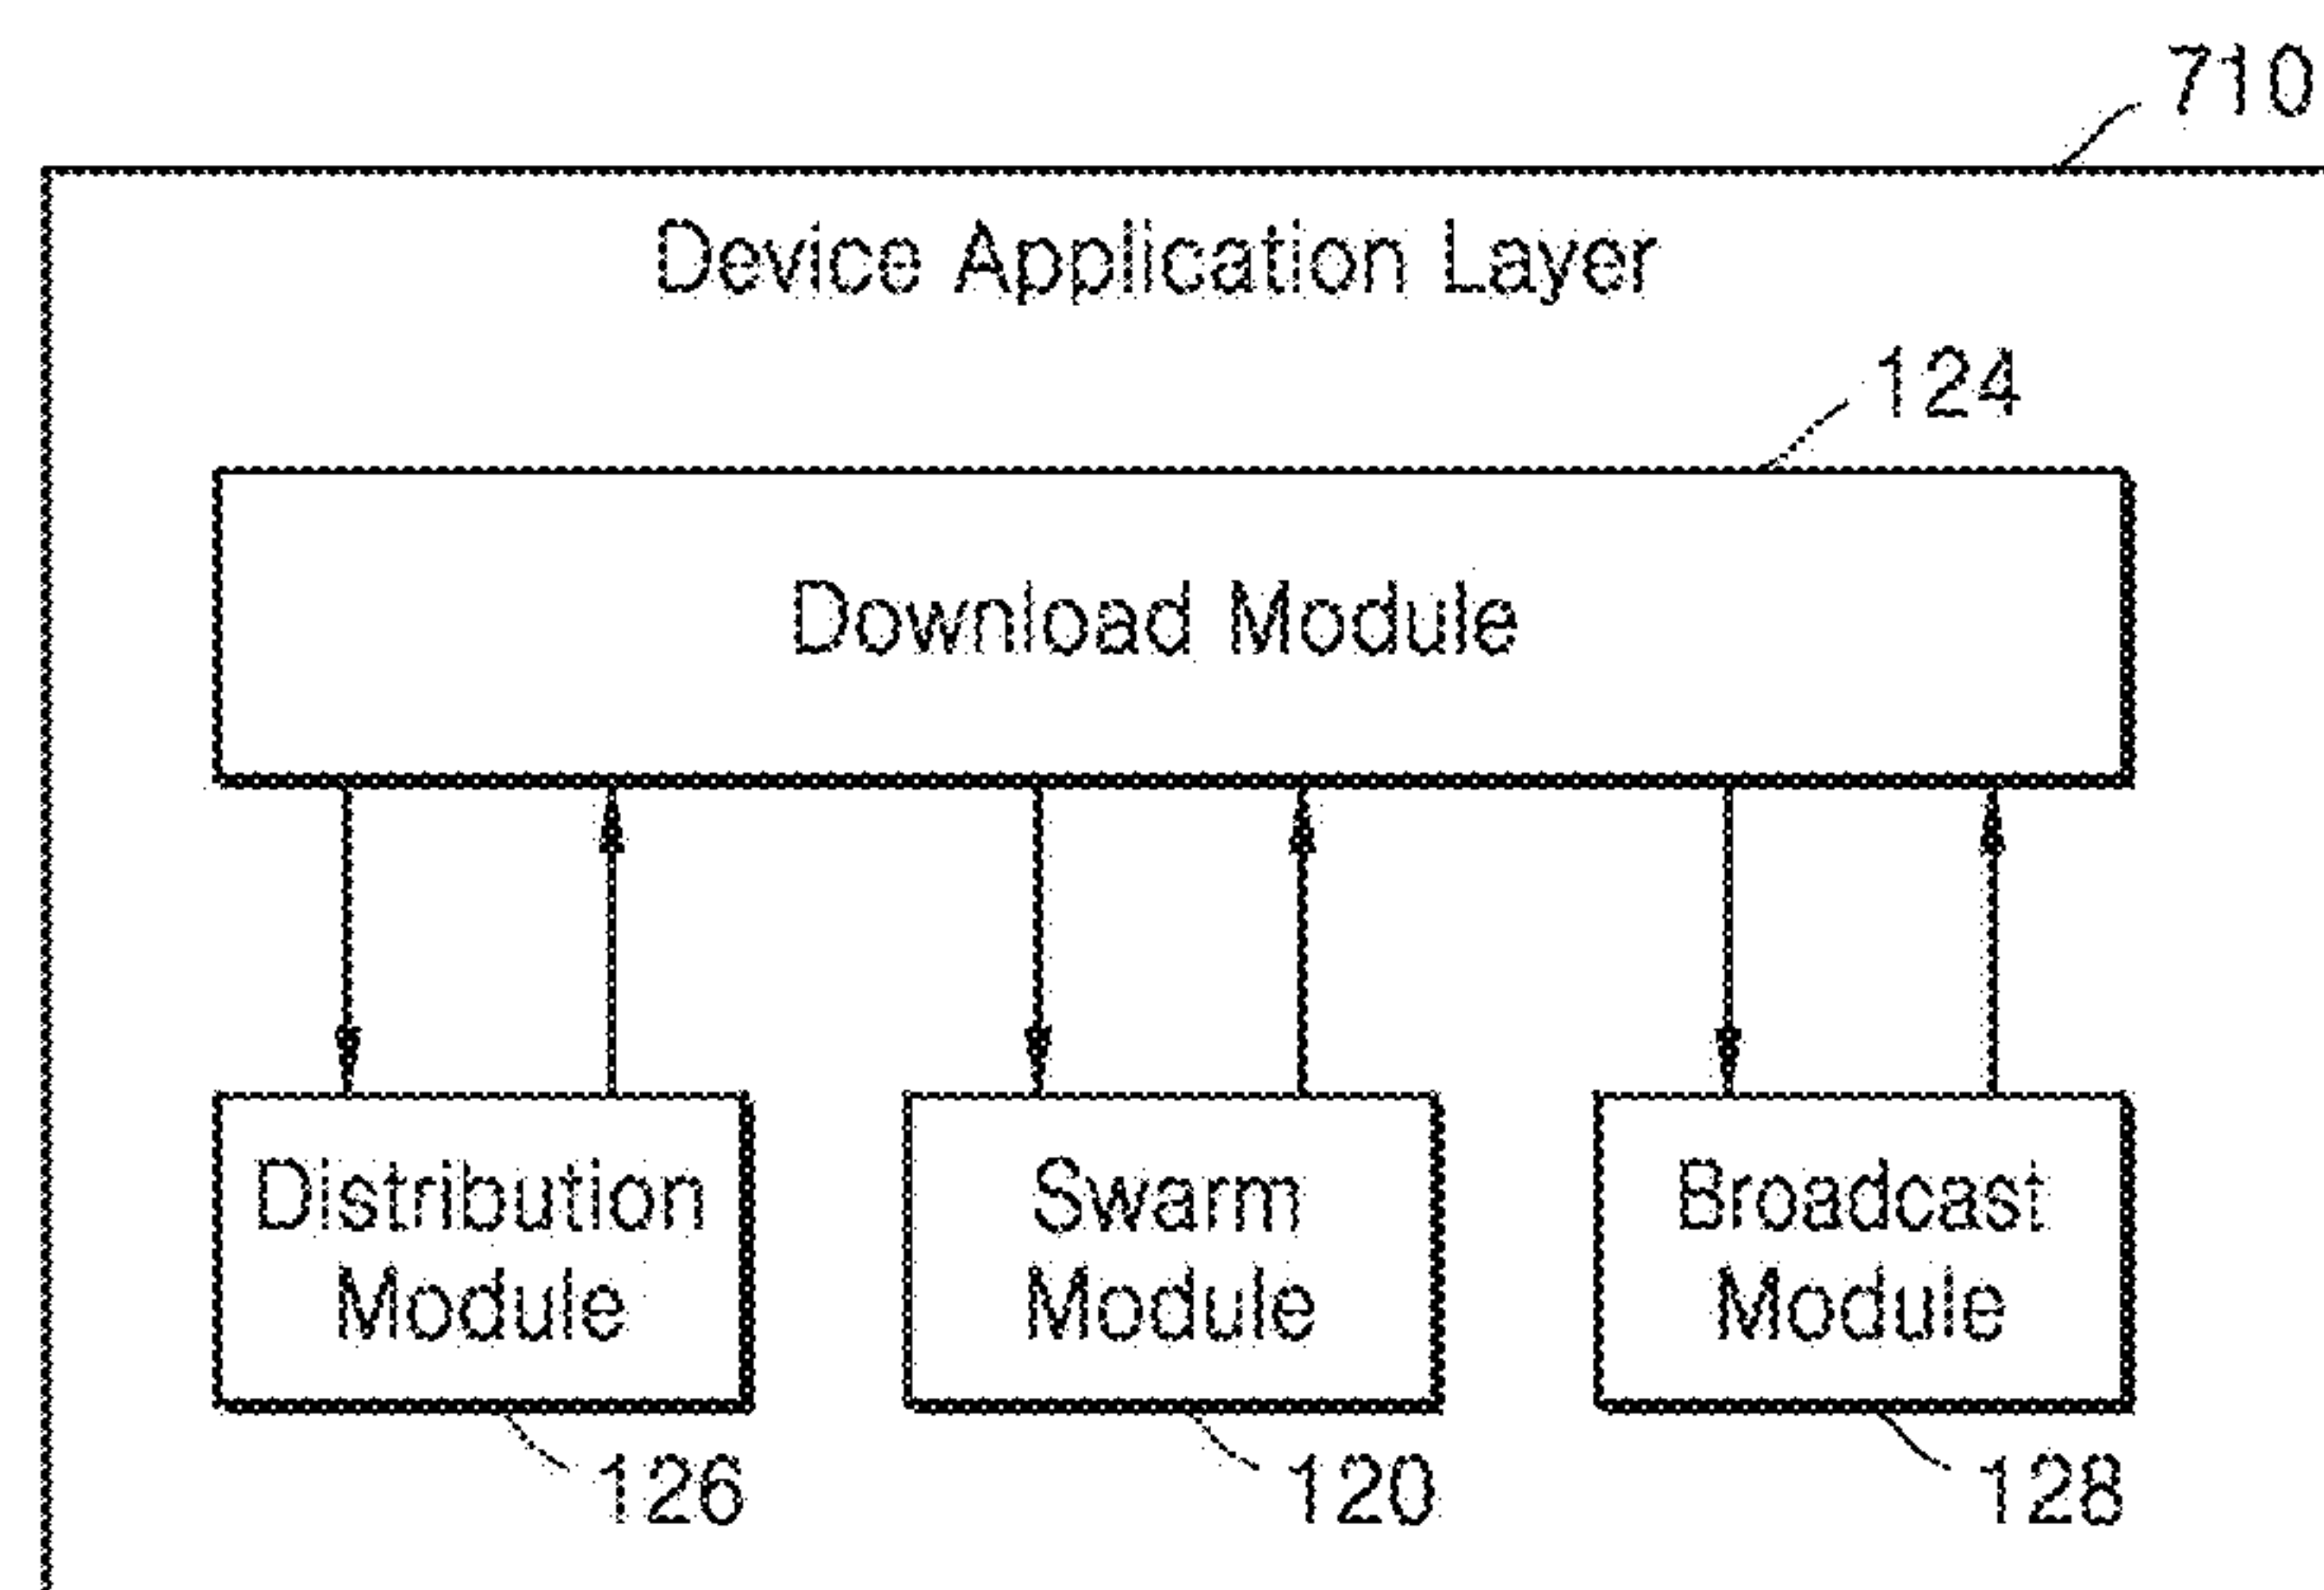 710
Device Application Layer
124
Download Module
Distribution
Module
Swarm
Module
Broadcast
Module
126
120
128